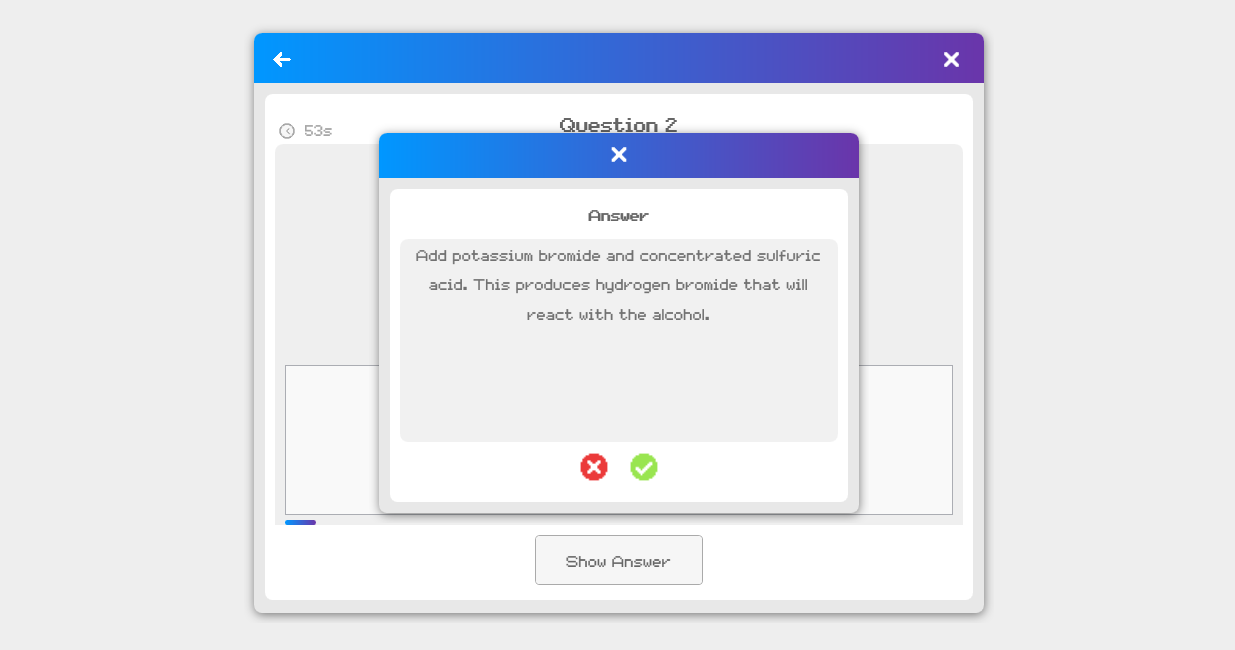 53s
Question 2
Answer
Add potassium bromide and concentrated sulfuric
acid. This produces hydrogen bromide that will
react with the alcohol.
Show Answer